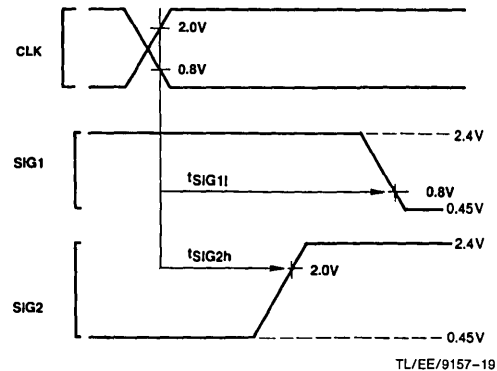 CLK
2.0V
0.8V
SIG1
2.4V
tSIG1l
0.8V
0.45V
SIG2
tSIG2h
2.4V
2.0V
0.45V
TL/EE/9157-19